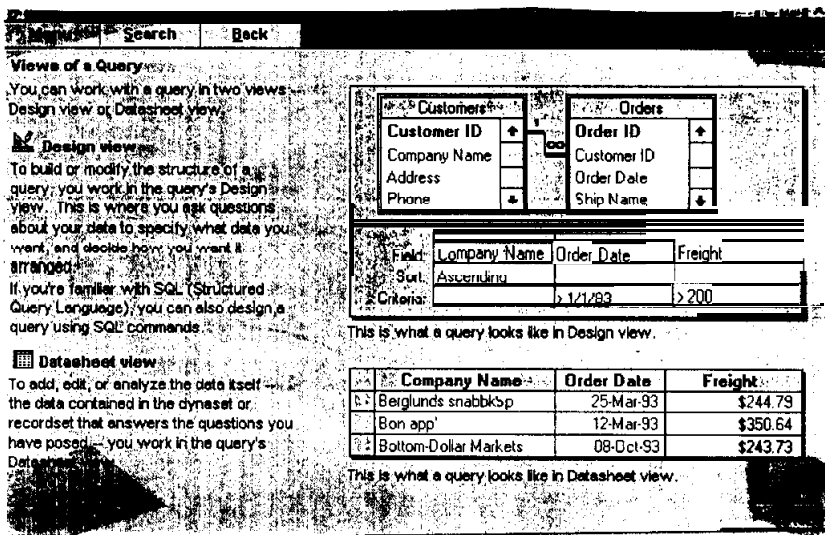 Menu Search Back
Views of a Query
You can work with a query in two views --
Design view or Datasheet view.
Design view
To build or modify the structure of a
query, you work in the query's Design
view. This is where you ask questions
about your data to specify what data you
want, and decide how you want it
arranged.
If you're familiar with SQL (Structured
Query Language), you can also design a
query using SQL commands.
Datasheet view
To add, edit, or analyze the data itself --
the data contained in the dynaset or
recordset that answers the questions you
have posed -- you work in the query's
Datasheet view.
Customers Orders
Customer ID 1 Order ID
Company Name ∞ Customer ID
Address Order Date
Phone Ship Name
Field: Company Name Order Date Freight
Sort: Ascending
Criteria: > 1/1/93 > 200
This is what a query looks like in Design view.
Company Name Order Date Freight
Berglunds snabbköp 25-Mar-93 $244.79
Bon app' 12-Mar-93 $350.64
Bottom-Dollar Markets 08-Oct-93 $243.73
This is what a query looks like in Datasheet view.